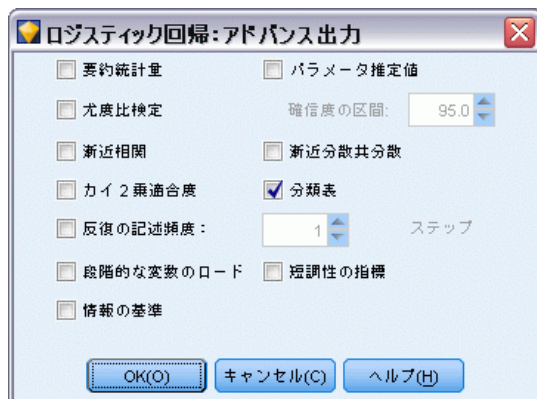 ロジスティック回帰:アドバンス出力
要約統計量 パラメータ推定値
尤度比検定 確信度の区間: 95.0
漸近相関 漸近分散共分散
カイ2乗適合度 分類表
反復の記述頻度: 1 ステップ
段階的な変数のロード 短調性の指標
情報の基準
OK(O) キャンセル(C) ヘルプ(H)